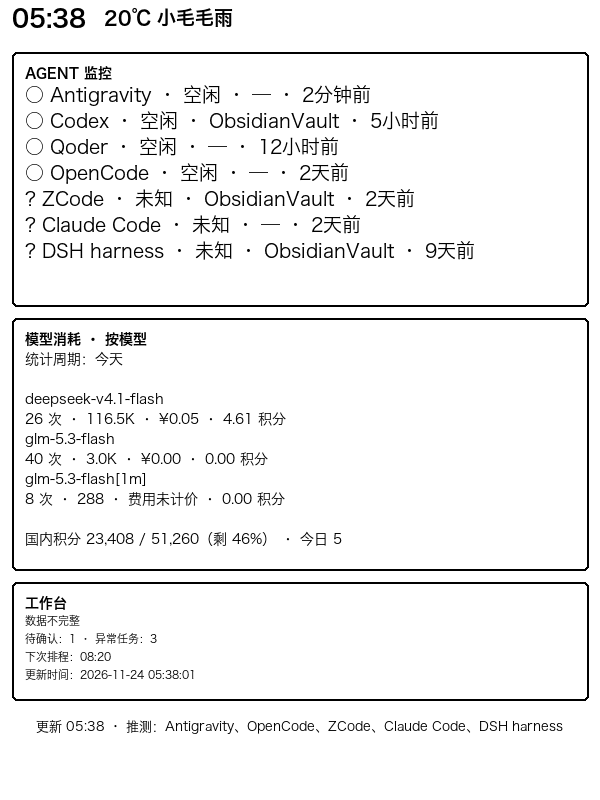 05:38 20℃ 小毛毛雨
AGENT 监控
○ Antigravity · 空闲 · — · 2分钟前
○ Codex · 空闲 · ObsidianVault · 5小时前
○ Qoder · 空闲 · — · 12小时前
○ OpenCode · 空闲 · — · 2天前
? ZCode · 未知 · ObsidianVault · 2天前
? Claude Code · 未知 · — · 2天前
? DSH harness · 未知 · ObsidianVault · 9天前
模型消耗 · 按模型
统计周期：今天
deepseek-v4.1-flash
26 次 · 116.5K · ¥0.05 · 4.61 积分
glm-5.3-flash
40 次 · 3.0K · ¥0.00 · 0.00 积分
glm-5.3-flash[1m]
8 次 · 288 · 费用未计价 · 0.00 积分
国内积分 23,408 / 51,260（剩 46%） · 今日 5
工作台
数据不完整
待确认：1 · 异常任务：3
下次排程：08:20
更新时间：2026-11-24 05:38:01
更新 05:38 · 推测：Antigravity、OpenCode、ZCode、Claude Code、DSH harness